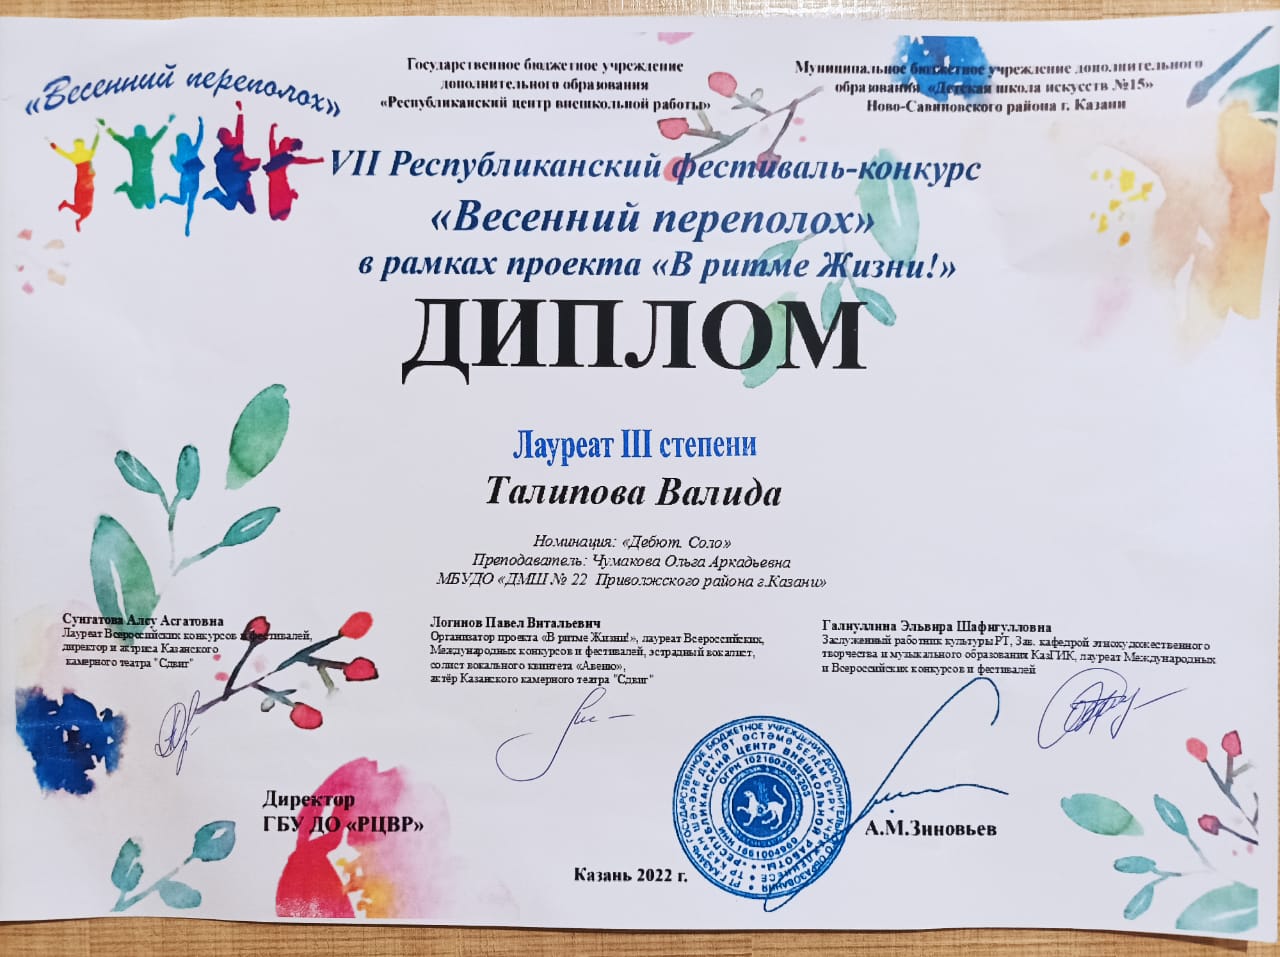 «Весенний переполох»
Государственное бюджетное учреждение
дополнительного образования
«Республиканский центр внешкольной работы»
Муниципальное бюджетное учреждение дополнительного
образования «Детская школа искусств №15»
Ново-Савиновского района г. Казани
VII Республиканский фестиваль-конкурс
«Весенний переполох»
в рамках проекта «В ритме Жизни!»
ДИПЛОМ
Лауреат III степени
Талипова Валида
Номинация: «Дебют. Соло»
Преподаватель: Чумакова Ольга Аркадьевна
МБУДО «ДМШ № 22 Приволжского района г.Казани»
Сунгатова Алсу Асгатовна
Лауреат Всероссийских конкурсов и фестивалей,
директор и актриса Казанского
камерного театра "Сдвиг"
Логинов Павел Витальевич
Организатор проекта «В ритме Жизни!», лауреат Всероссийских,
Международных конкурсов и фестивалей, эстрадный вокалист,
солист вокального квинтета «Авеню»,
актёр Казанского камерного театра "Сдвиг"
Галиуллина Эльвира Шафигулловна
Заслуженный работник культуры РТ, Зав. кафедрой этнохудожественного
творчества и музыкального образования КазГИК, лауреат Международных
и Всероссийских конкурсов и фестивалей
Директор
ГБУ ДО «РЦВР»
А.М.Зиновьев
Казань 2022 г.